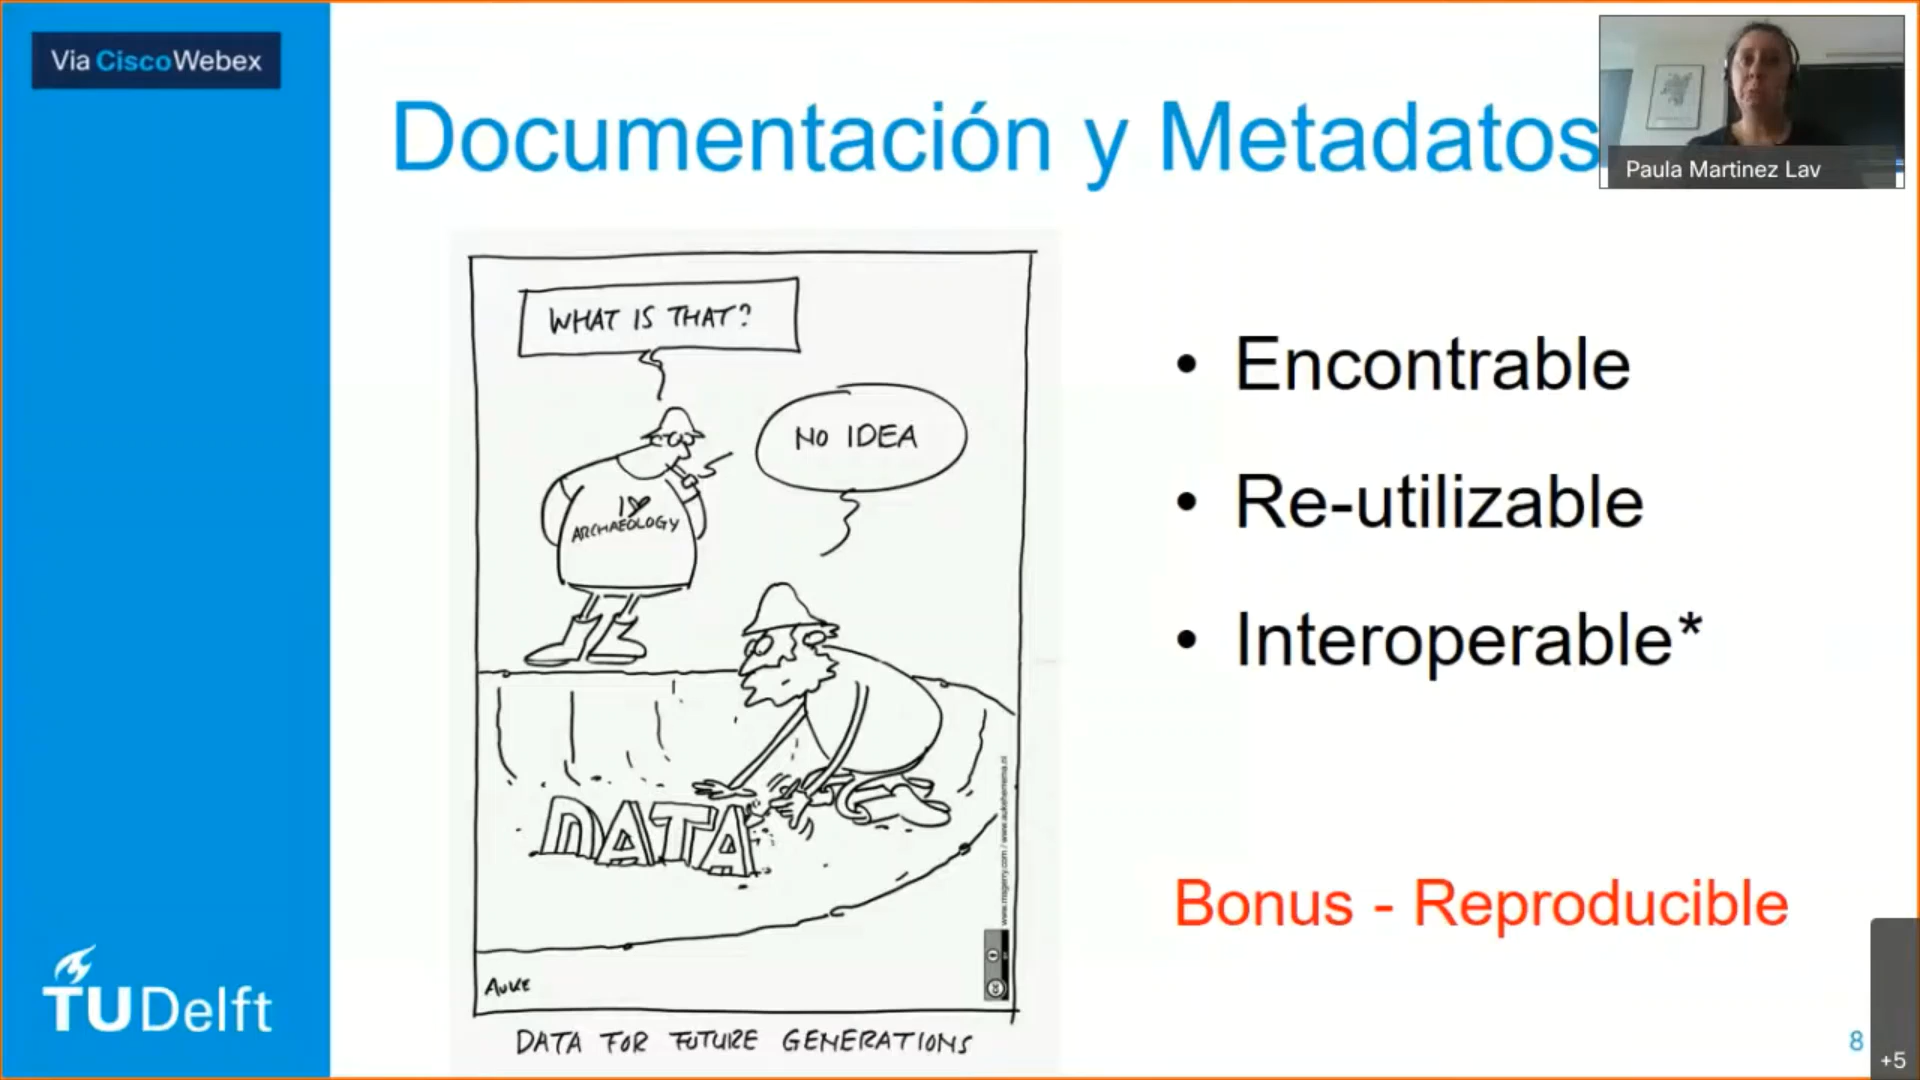 Via CiscoWebex
Documentación y Metadatos
Paula Martinez Lav
WHAT IS THAT?
NO IDEA
I
ARCHAEOLOGY
DATA
AUKE
DATA FOR FUTURE GENERATIONS
• Encontrable
• Re-utilizable
• Interoperable*
Bonus - Reproducible
TUDelft
8
+5